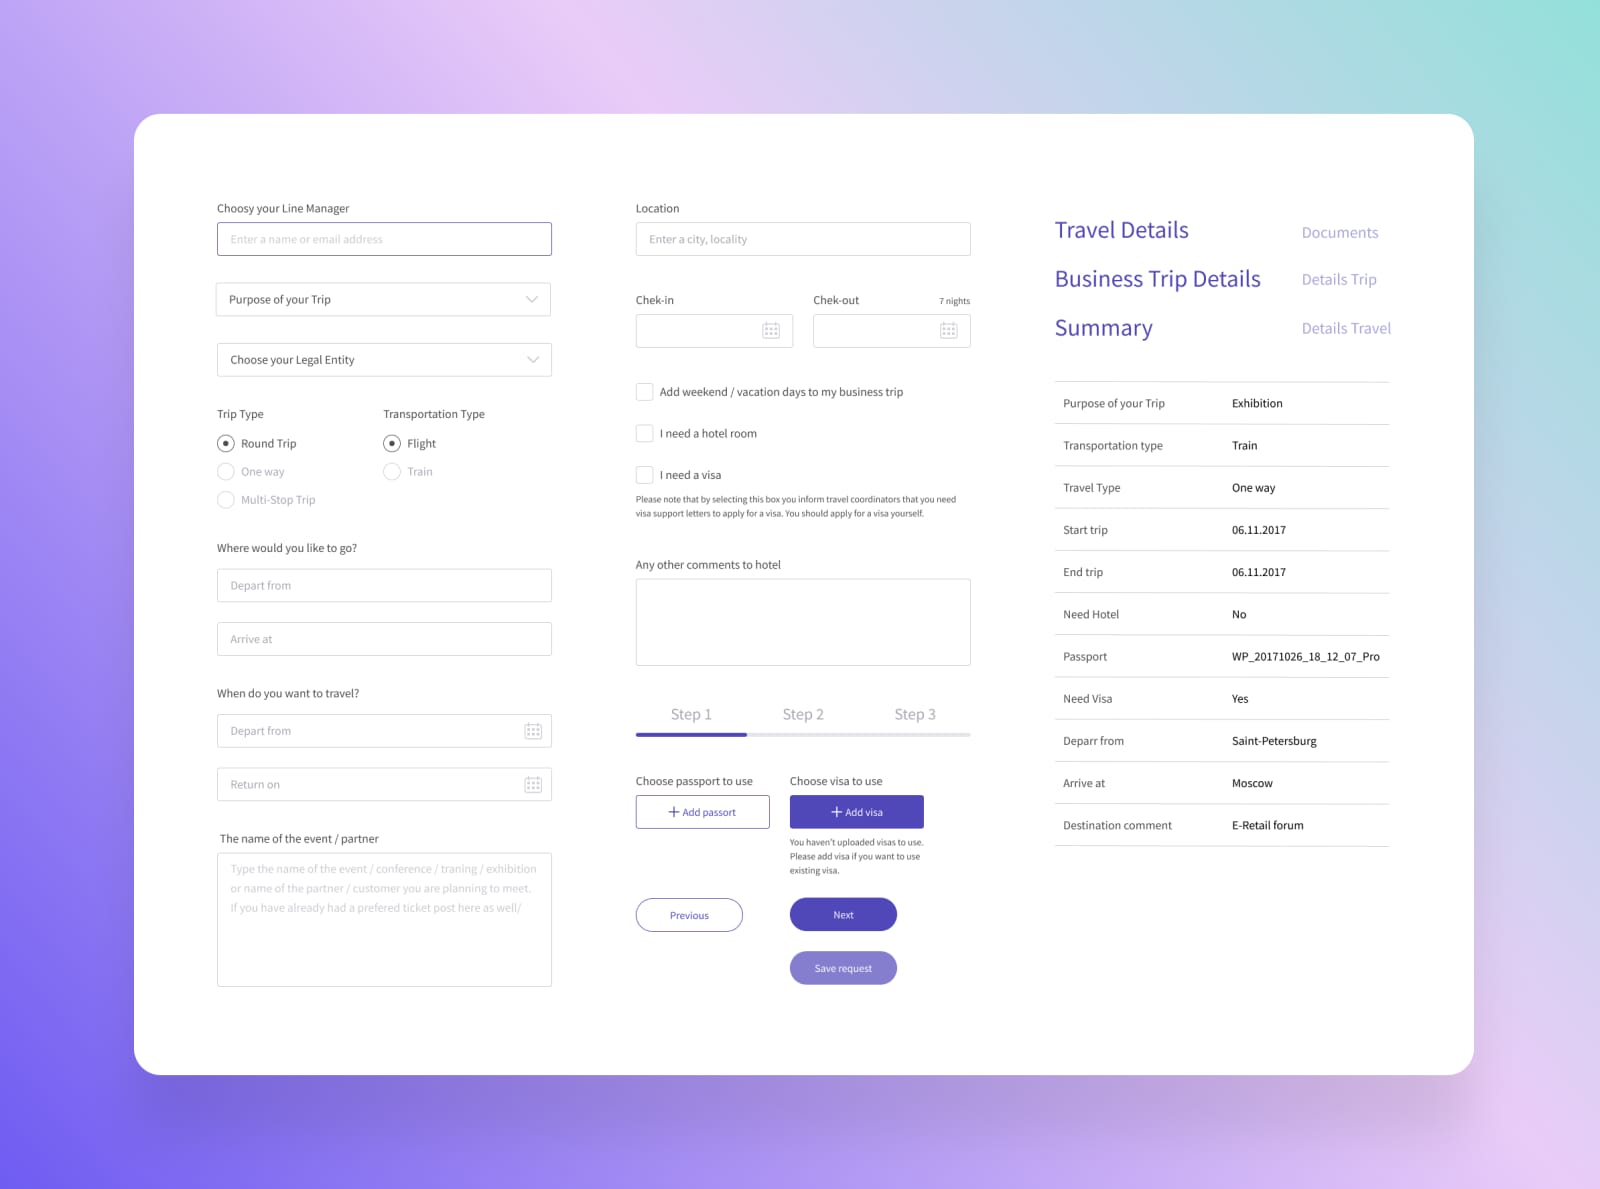 Choosy your Line Manager
Enter a name or email address
Purpose of your Trip
Choose your Legal Entity
Trip Type
Transportation Type
Round Trip
Flight
One way
Train
Multi-Stop Trip
Where would you like to go?
Depart from
Arrive at
When do you want to travel?
Depart from
Return on
The name of the event / partner
Type the name of the event / conference / traning / exhibition
or name of the partner / customer you are planning to meet.
If you have already had a prefered ticket post here as well/
Location
Enter a city, locality
Chek-in
Chek-out
7 nights
Add weekend / vacation days to my business trip
I need a hotel room
I need a visa
Please note that by selecting this box you inform travel coordinators that you need
visa support letters to apply for a visa. You should apply for a visa yourself.
Any other comments to hotel
Step 1
Step 2
Step 3
Choose passport to use
Choose visa to use
Add passort
Add visa
You haven't uploaded visas to use.
Please add visa if you want to use
existing visa.
Previous
Next
Save request
Travel Details
Documents
Business Trip Details
Details Trip
Summary
Details Travel
Purpose of your Trip
Exhibition
Transportation type
Train
Travel Type
One way
Start trip
06.11.2017
End trip
06.11.2017
Need Hotel
No
Passport
WP_20171026_18_12_07_Pro
Need Visa
Yes
Deparr from
Saint-Petersburg
Arrive at
Moscow
Destination comment
E-Retail forum